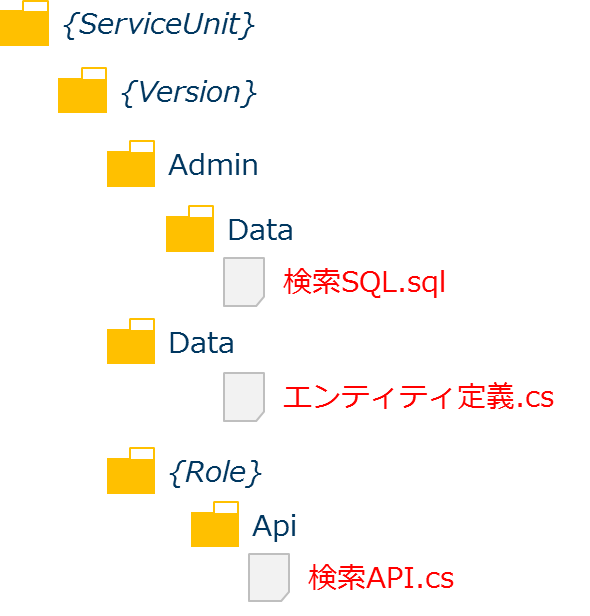 {ServiceUnit}
{Version}
Admin
Data
検索SQL.sql
Data
エンティティ定義.cs
{Role}
Api
検索API.cs